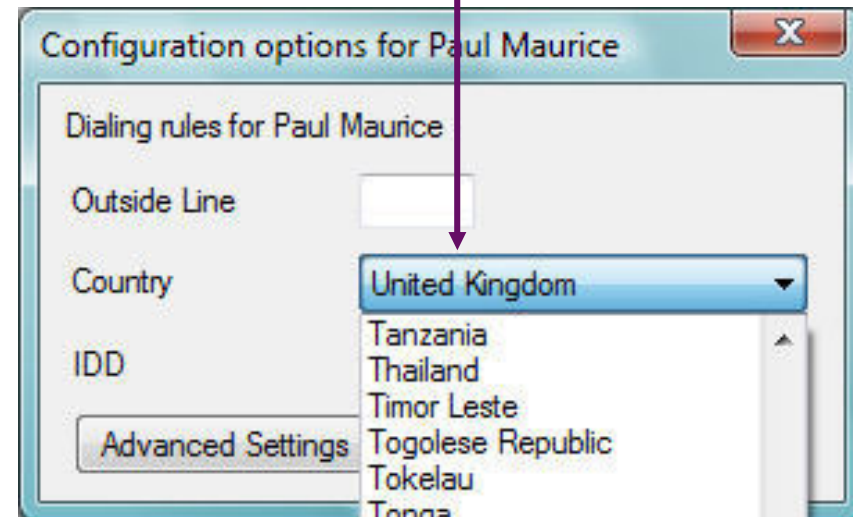 Configuration options for Paul Maurice
Dialing rules for Paul Maurice
Outside Line
Country
United Kingdom
Tanzania
Thailand
IDD
Timor Leste
Togolese Republic
Advanced Settings
Tokelau
Tonga